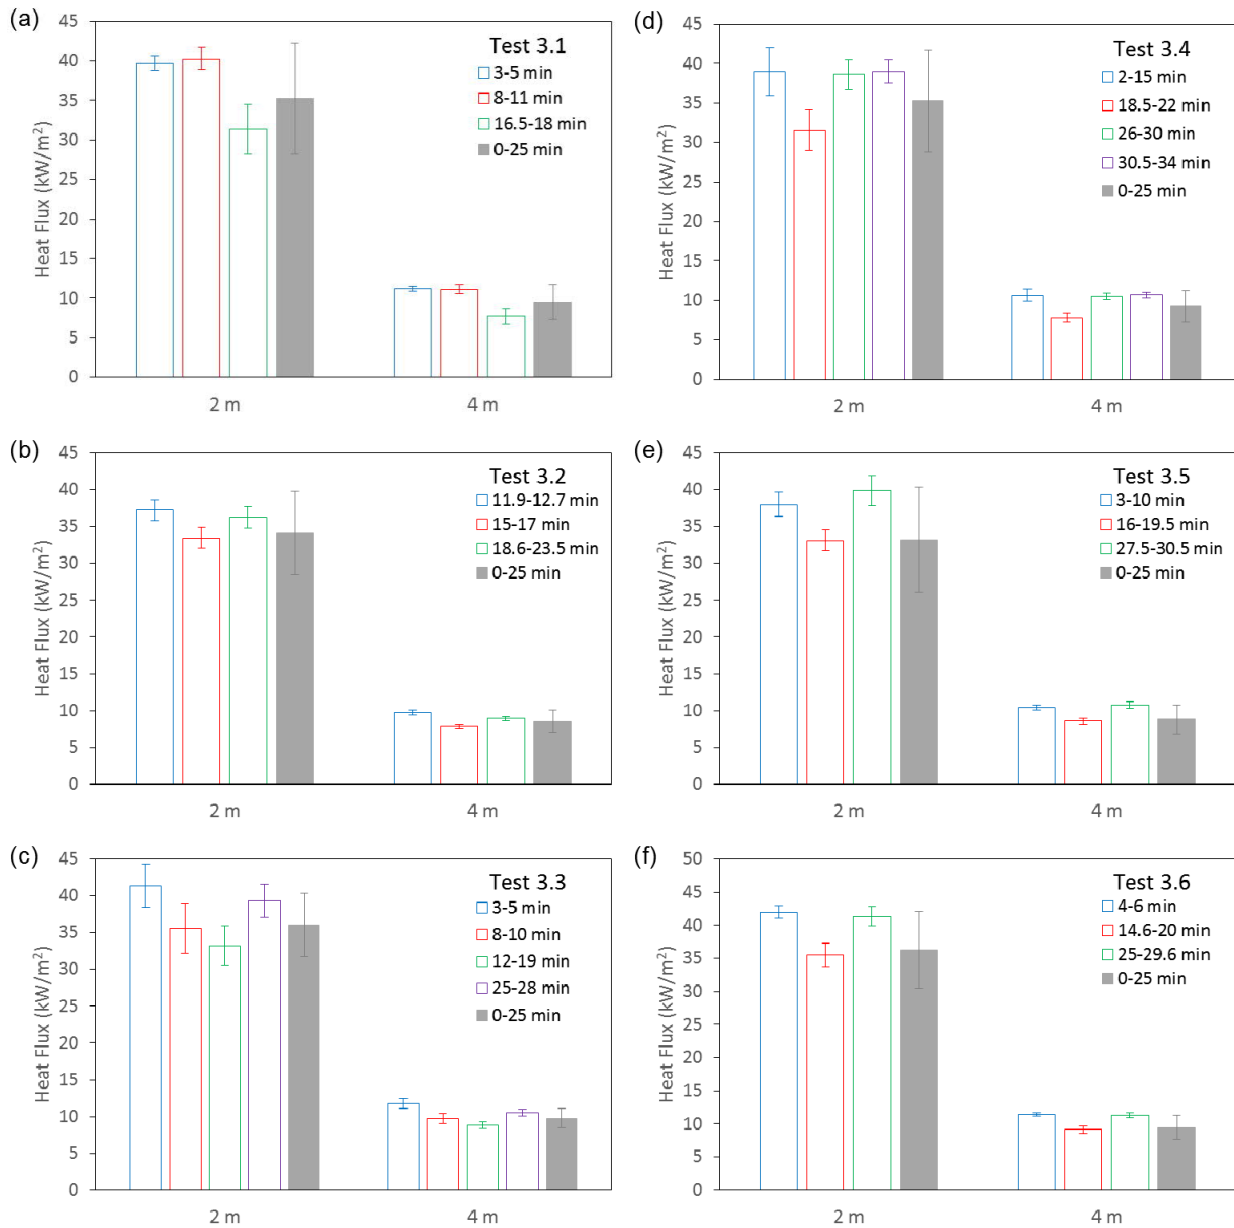 (a)
Heat Flux (kW/m²)
45
40
35
30
25
20
15
10
5
0
Test 3.1
3-5 min
8-11 min
16.5-18 min
0-25 min
2 m
4 m
(d)
Heat Flux (kW/m²)
45
40
35
30
25
20
15
10
5
0
Test 3.4
2-15 min
18.5-22 min
26-30 min
30.5-34 min
0-25 min
2 m
4 m
(b)
Heat Flux (kW/m²)
45
40
35
30
25
20
15
10
5
0
Test 3.2
11.9-12.7 min
15-17 min
18.6-23.5 min
0-25 min
2 m
4 m
(e)
Heat Flux (kW/m²)
45
40
35
30
25
20
15
10
5
0
Test 3.5
3-10 min
16-19.5 min
27.5-30.5 min
0-25 min
2 m
4 m
(c)
Heat Flux (kW/m²)
45
40
35
30
25
20
15
10
5
0
Test 3.3
3-5 min
8-10 min
12-19 min
25-28 min
0-25 min
2 m
4 m
(f)
Heat Flux (kW/m²)
50
45
40
35
30
25
20
15
10
5
0
Test 3.6
4-6 min
14.6-20 min
25-29.6 min
0-25 min
2 m
4 m